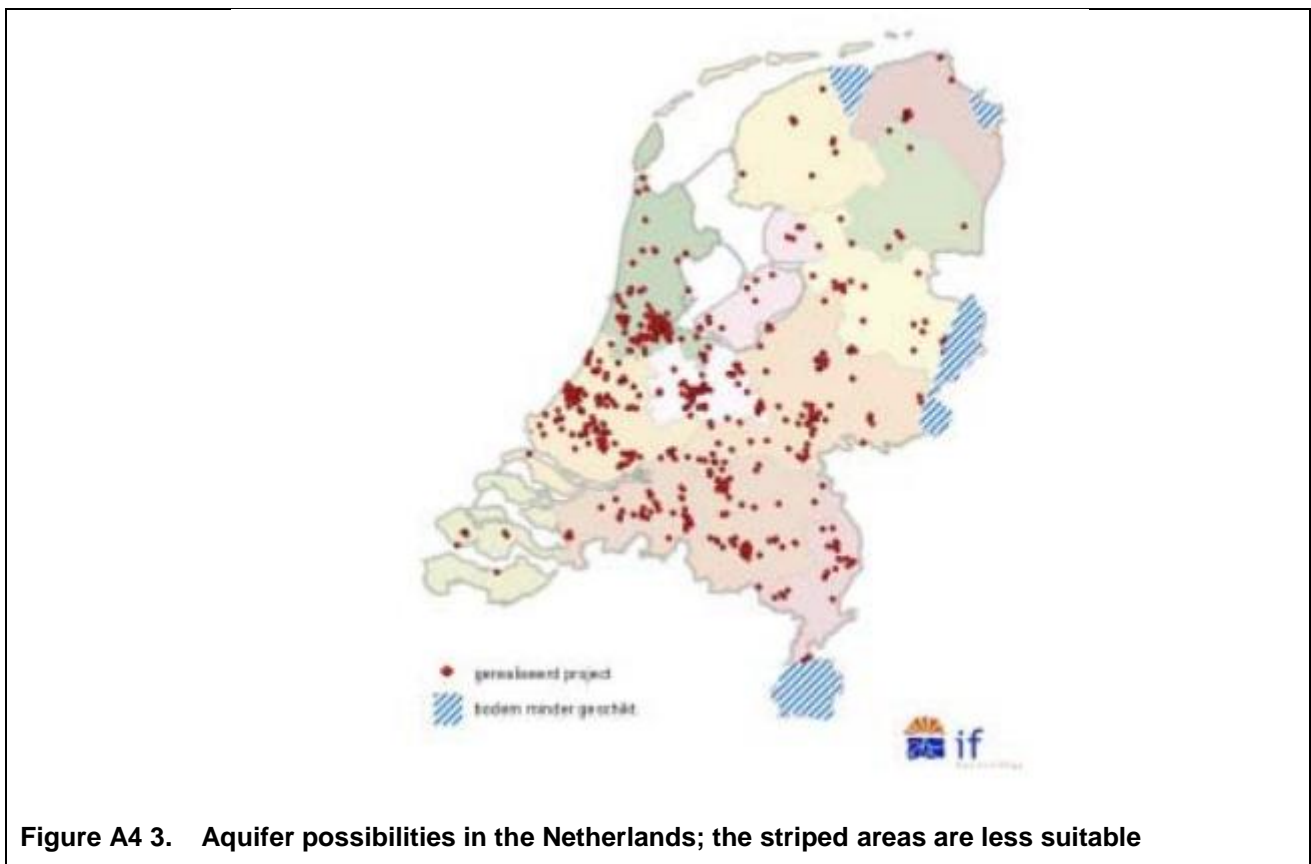 gerealiseerd project
bodem minder geschikt
if
Figure A4 3. Aquifer possibilities in the Netherlands; the striped areas are less suitable